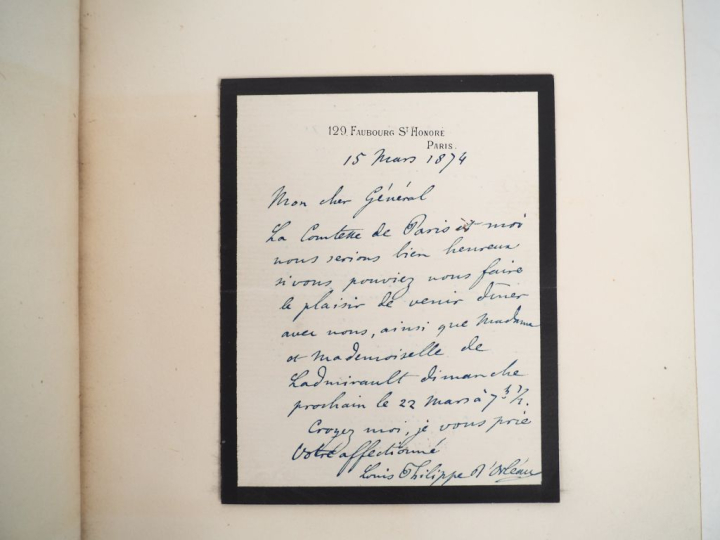 129 FAUBOURG ST HONORÉ
PARIS.
15 Mars 1874
Mon cher Général
La Comtesse de Paris et moi
nous serions bien heureux
si vous pouviez nous faire
le plaisir de venir dîner
avec nous, ainsi que Madame
et Mademoiselle de
Ladmirault dimanche
prochain le 22 Mars à 7
Croyez moi, je vous prie
Votre affectionné
Louis Philippe d'Orléans